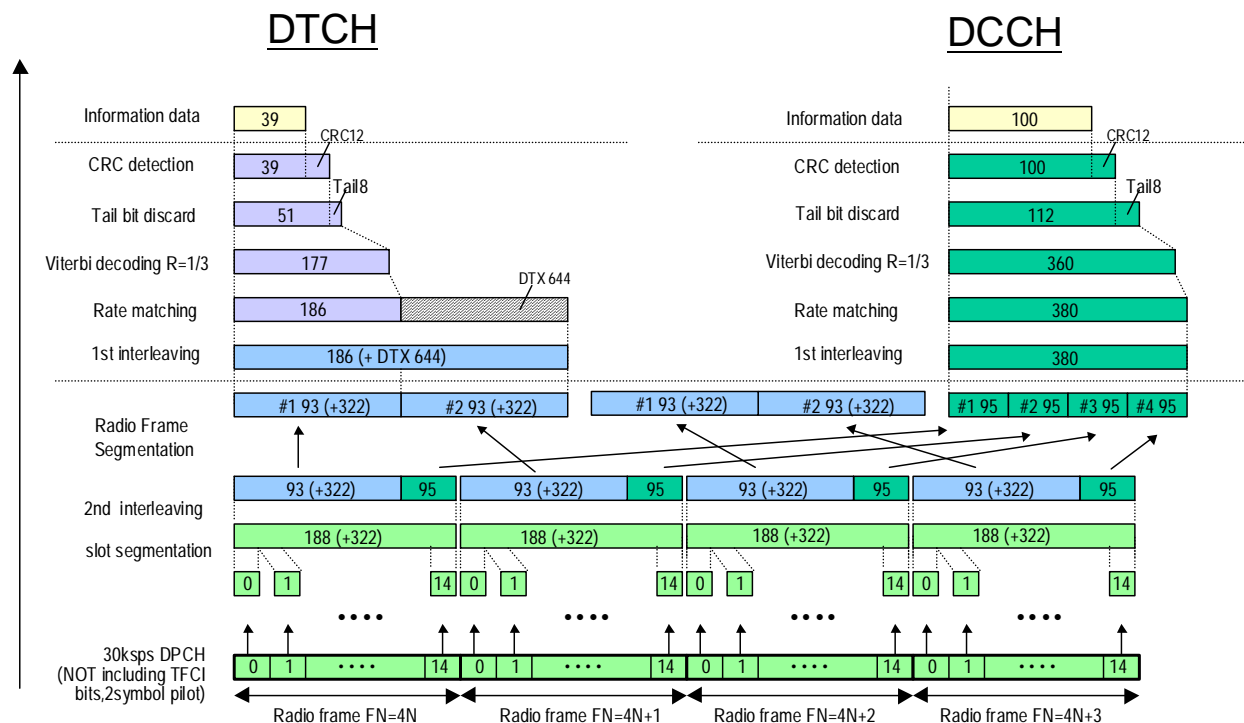 DTCH
DCCH
Information data
39
Information data
100
CRC12
CRC12
CRC detection
39
CRC detection
100
Tail8
Tail8
Tail bit discard
51
Tail bit discard
112
Viterbi decoding R=1/3
177
Viterbi decoding R=1/3
360
DTX 644
Rate matching
186
Rate matching
380
1st interleaving
186 (+ DTX 644)
1st interleaving
380
#1 93 (+322)
#2 93 (+322)
#1 93 (+322)
#2 93 (+322)
#1 95
#2 95
#3 95
#4 95
Radio Frame
Segmentation
93 (+322)
95
93 (+322)
95
93 (+322)
95
93 (+322)
95
2nd interleaving
188 (+322)
188 (+322)
188 (+322)
188 (+322)
slot segmentation
0
1
14
0
1
14
0
1
14
0
1
14
• • • •
• • • •
• • • •
• • • •
30ksps DPCH
(NOT including TFCI
bits,2symbol pilot)
0
1
• • • •
14
0
1
• • • •
14
0
1
• • • •
14
0
1
• • • •
14
Radio frame FN=4N
Radio frame FN=4N+1
Radio frame FN=4N+2
Radio frame FN=4N+3